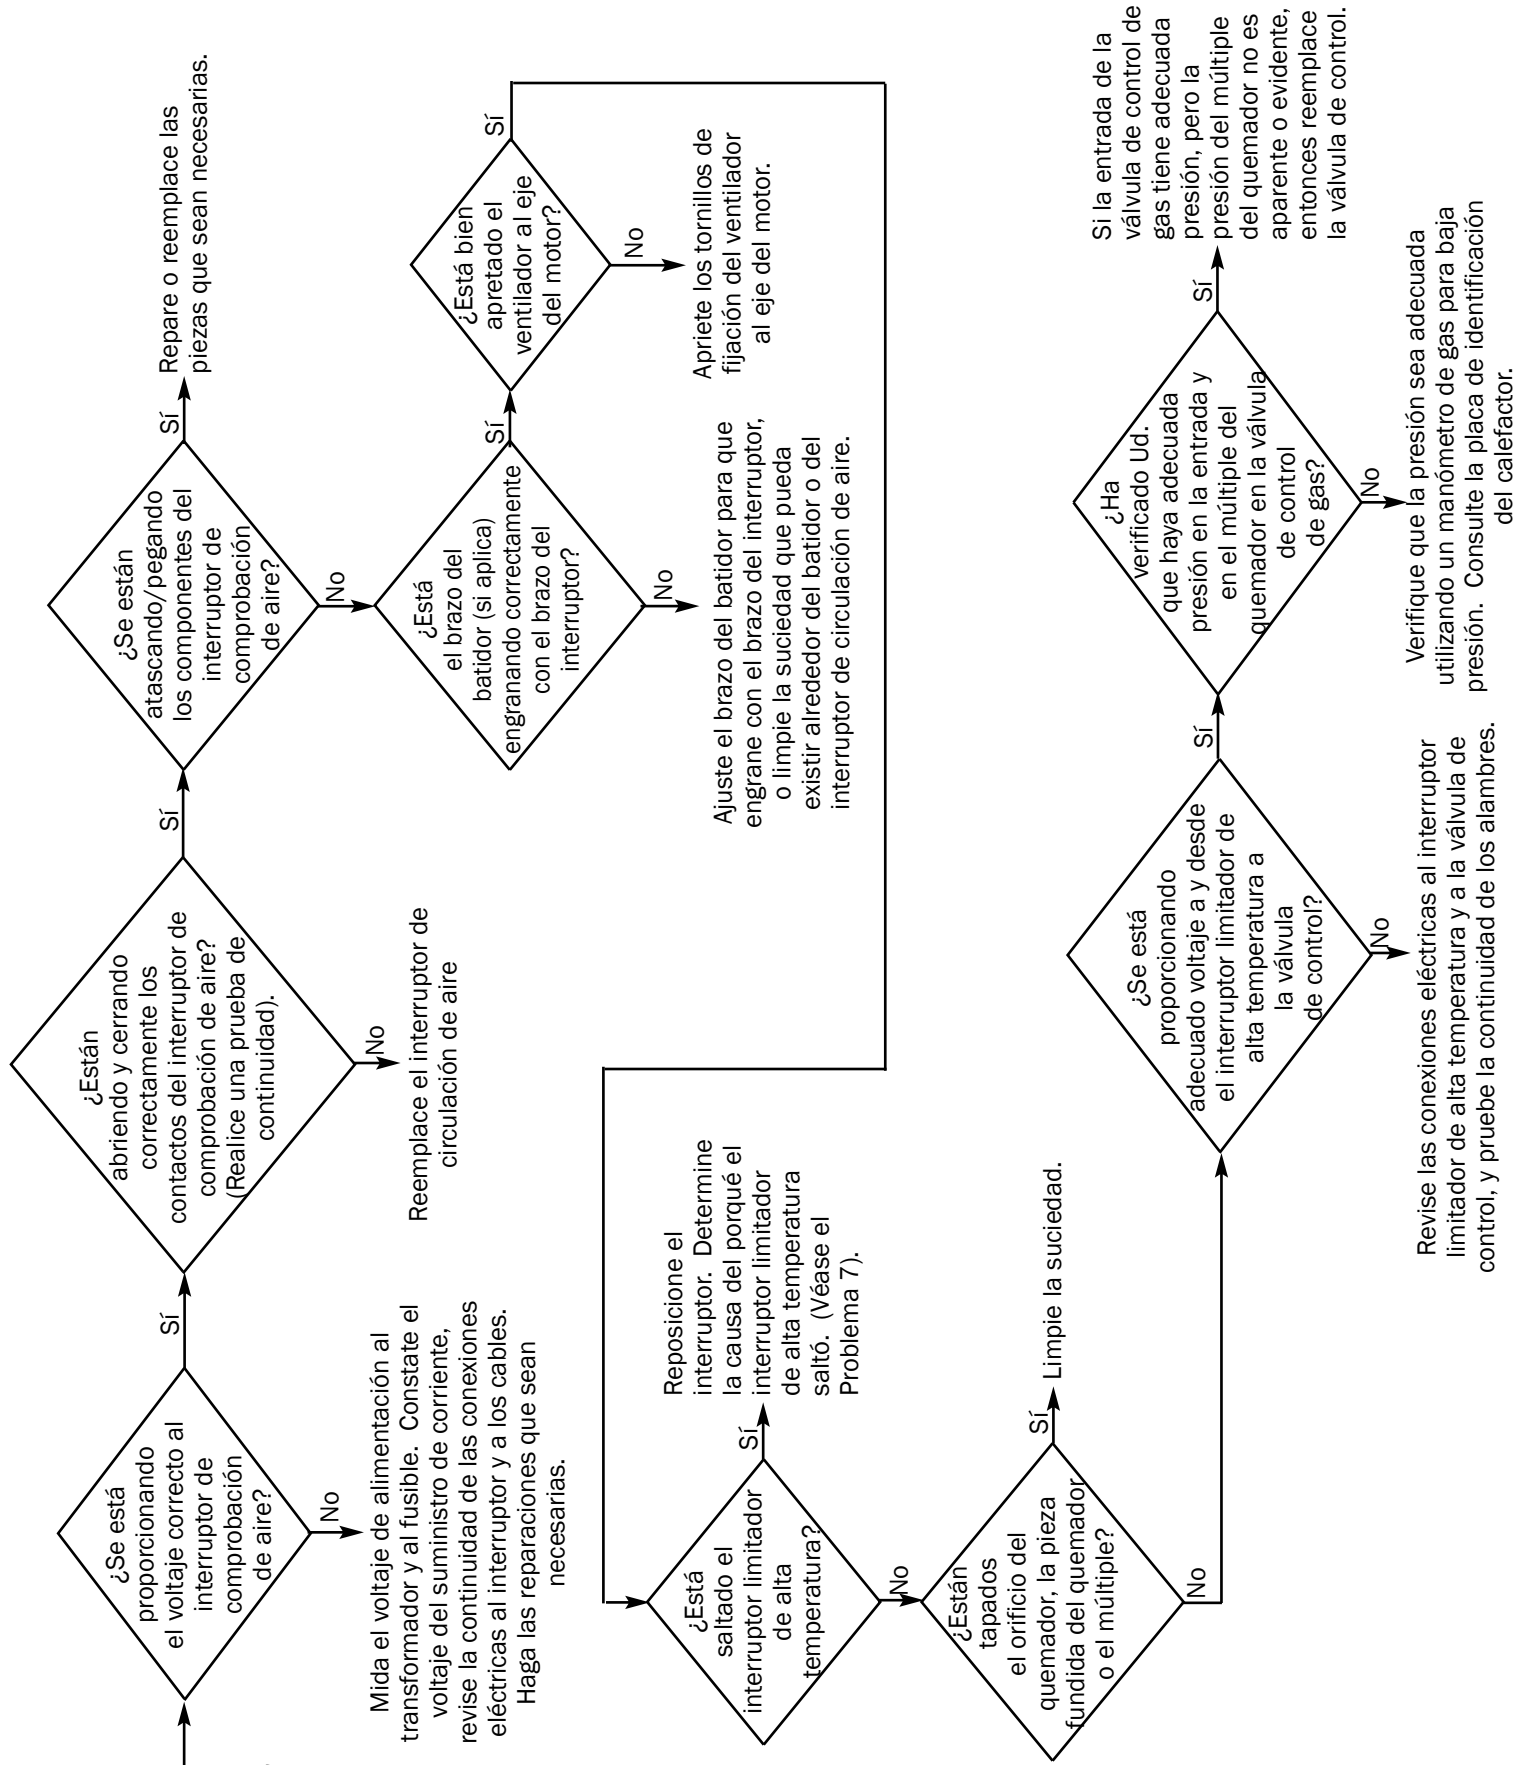 ¿Se está
proporcionando
el voltaje correcto al
interruptor de
comprobación
de aire?
Sí
No
Mida el voltaje de alimentación al
transformador y al fusible.  Constate el
voltaje del suministro de corriente,
revise la continuidad de las conexiones
eléctricas al interruptor y a los cables.
Haga las reparaciones que sean
necesarias.
¿Están
abriendo y cerrando
correctamente los
contactos del interruptor de
comprobación de aire?
(Realice una prueba de
continuidad).
Sí
No
Reemplace el interruptor de
circulación de aire
¿Se están
atascando/pegando
los componentes del
interruptor de
comprobación
de aire?
Sí
Repare o reemplace las
piezas que sean necesarias.
No
¿Está
el brazo del
batidor (si aplica)
engranando correctamente
con el brazo del
interruptor?
Sí
No
Ajuste el brazo del batidor para que
engrane con el brazo del interruptor,
o limpie la suciedad que pueda
existir alrededor del batidor o del
interruptor de circulación de aire.
¿Está bien
apretado el
ventilador al eje
del motor?
Sí
No
Apriete los tornillos de
fijación del ventilador
al eje del motor.
¿Está
saltado el
interruptor limitador
de alta
temperatura?
Sí
Reposicione el
interruptor.  Determine
la causa del porqué el
interruptor limitador
de alta temperatura
saltó.  (Véase el
Problema 7).
No
¿Están
tapados
el orificio del
quemador, la pieza
fundida del quemador
o el múltiple?
Sí
Limpie la suciedad.
No
¿Se está
proporcionando
adecuado voltaje a y desde
el interruptor limitador de
alta temperatura a
la válvula
de control?
Sí
No
Revise las conexiones eléctricas al interruptor
limitador de alta temperatura y a la válvula de
control, y pruebe la continuidad de los alambres.
¿Ha
verificado Ud.
que haya adecuada
presión en la entrada y
en el múltiple del
quemador en la válvula
de control
de gas?
Sí
Si la entrada de la
válvula de control de
gas tiene adecuada
presión, pero la
presión del múltiple
del quemador no es
aparente o evidente,
entonces reemplace
la válvula de control.
No
Verifique que la presión sea adecuada
utilizando un manómetro de gas para baja
presión.  Consulte la placa de identificación
del calefactor.